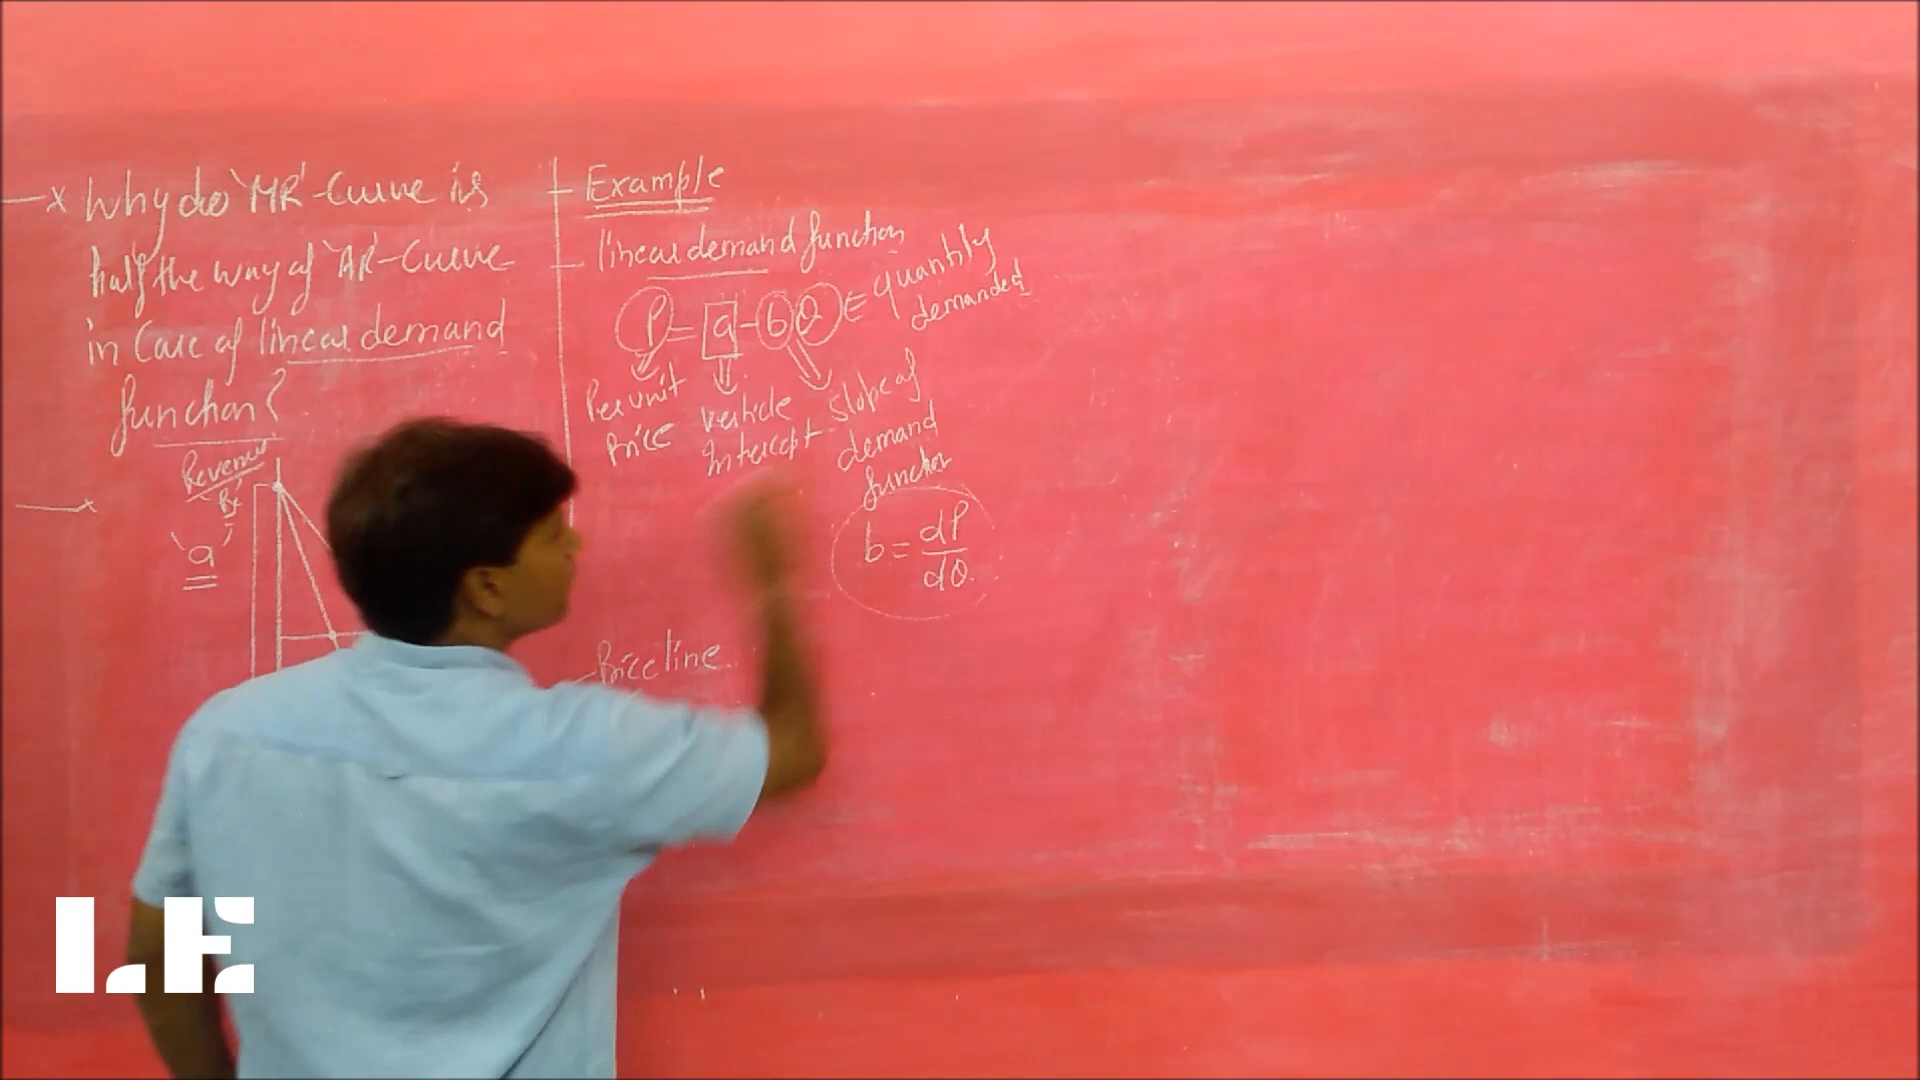 Why do 'MR'-Curve is
half the way of 'AR'-Curve
in Case of linear demand
function?
Revenue
'R'
'a'
Example
linear demand function
P = a - bQ
quantity
demanded
Per unit
Price
verticle
Intercept
slope of
demand
function
b = dP
dQ
Price line
LE